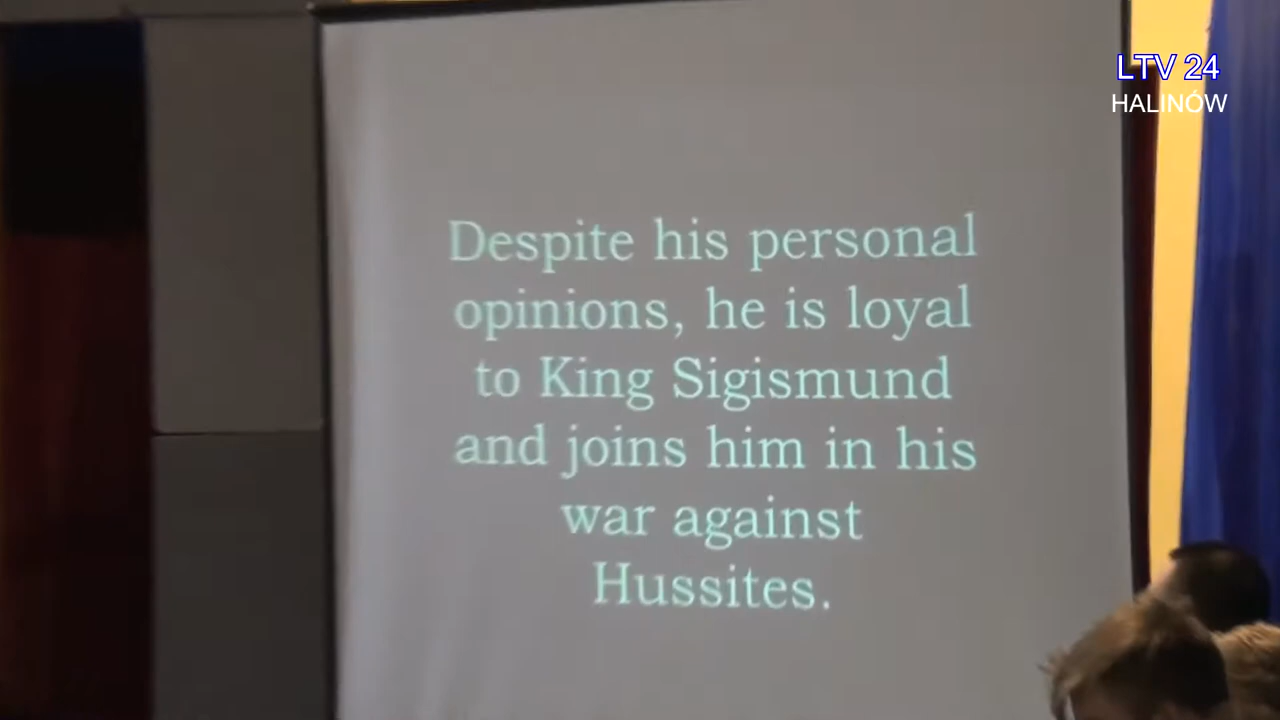 LTV 24
HALINÓW
Despite his personal
opinions, he is loyal
to King Sigismund
and joins him in his
war against
Hussites.